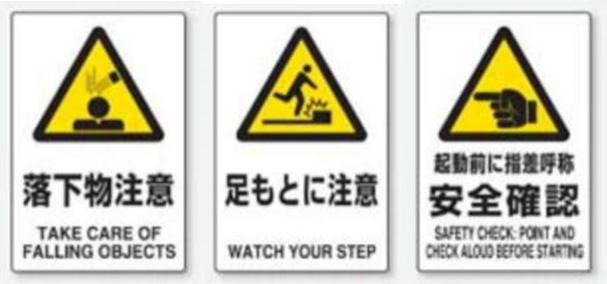 落下物注意
TAKE CARE OF
FALLING OBJECTS
足もとに注意
WATCH YOUR STEP
起動前に指差呼称
安全確認
SAFETY CHECK: POINT AND
CHECK ALOUD BEFORE STARTING